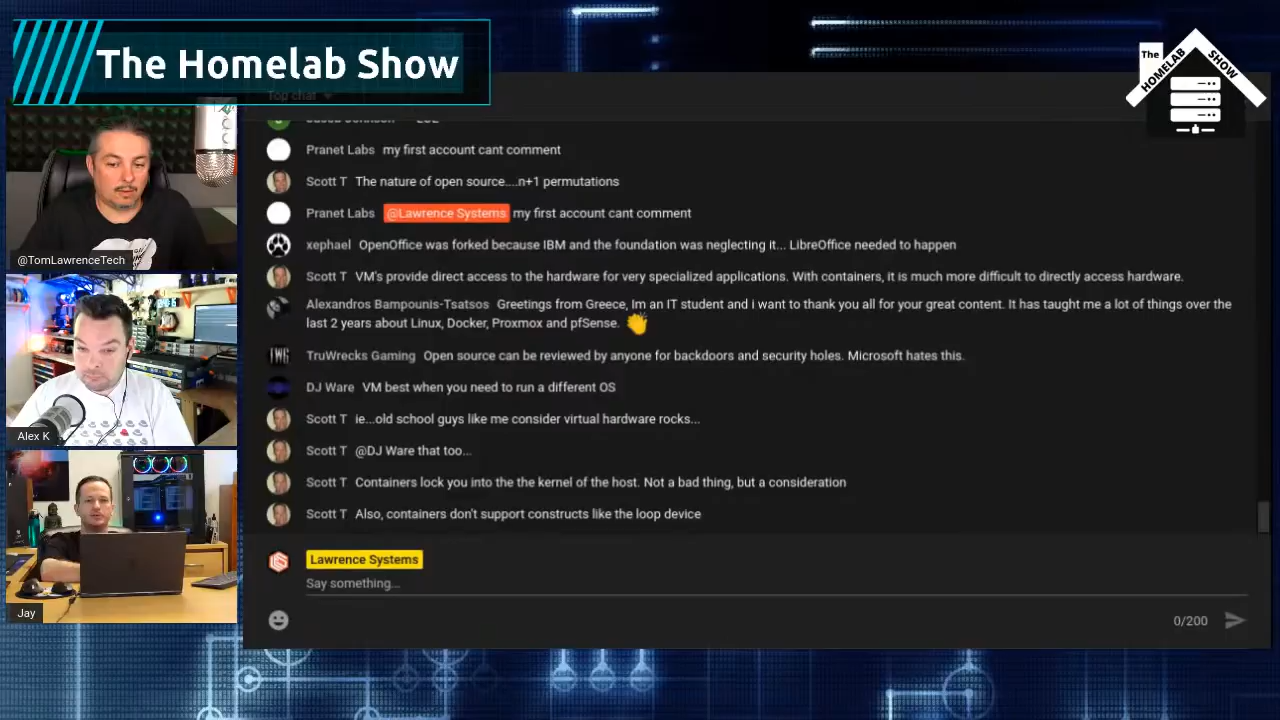 The Homelab Show
The
HOMELAB
SHOW
Top chat
@TomLawrenceTech
Alex K
Jay
Pranet Labs my first account cant comment
Scott T The nature of open source....n+1 permutations
Pranet Labs @Lawrence Systems my first account cant comment
xephael OpenOffice was forked because IBM and the foundation was neglecting it... LibreOffice needed to happen
Scott T VM's provide direct access to the hardware for very specialized applications. With containers, it is much more difficult to directly access hardware.
Alexandros Bampounis-Tsatsos Greetings from Greece, Im an IT student and i want to thank you all for your great content. It has taught me a lot of things over the
last 2 years about Linux, Docker, Proxmox and pfSense. 👏
TruWrecks Gaming Open source can be reviewed by anyone for backdoors and security holes. Microsoft hates this.
DJ Ware VM best when you need to run a different OS
Scott T ie...old school guys like me consider virtual hardware rocks...
Scott T @DJ Ware that too...
Scott T Containers lock you into the the kernel of the host. Not a bad thing, but a consideration
Scott T Also, containers don't support constructs like the loop device
Lawrence Systems
Say something...
0/200